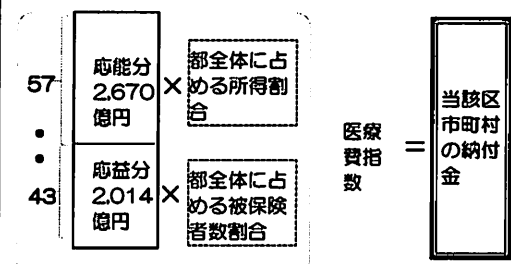 57
:
43
応能分
2.670
億円
×
都全体に占
める所得割
合
応益分
2.014
億円
×
都全体に占
める被保険
者数割合
医療
費指
数
=
当該区
市町村
の納付
金